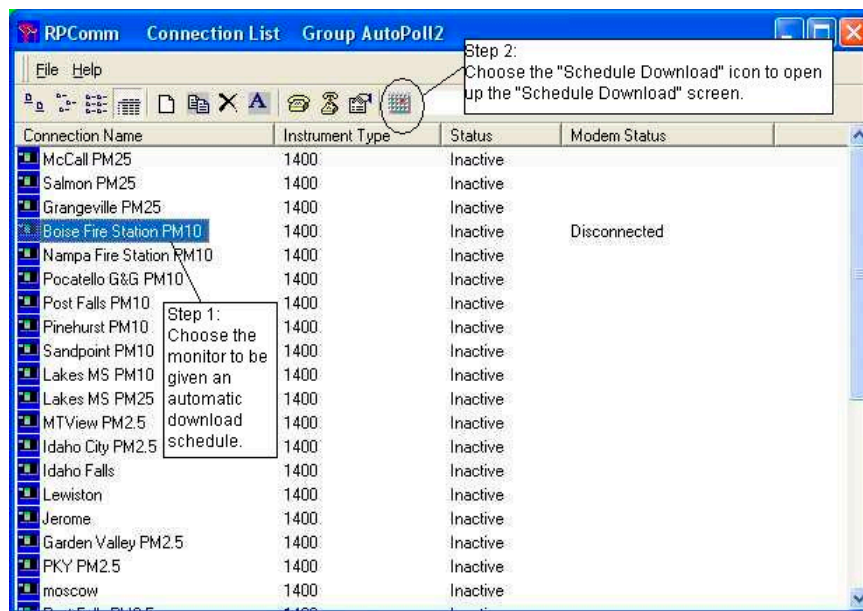 RPComm Connection List Group AutoPoll2
File Help
Step 2:
Choose the "Schedule Download" icon to open
up the "Schedule Download" screen.
Connection Name Instrument Type Status Modem Status
McCall PM25 1400 Inactive
Salmon PM25 1400 Inactive
Grangeville PM25 1400 Inactive
Boise Fire Station PM10 1400 Inactive Disconnected
Nampa Fire Station PM10 1400 Inactive
Pocatello G&G PM10 1400 Inactive
Post Falls PM10 1400 Inactive
Pinehurst PM10 1400 Inactive
Sandpoint PM10 1400 Inactive
Lakes MS PM10 1400 Inactive
Lakes MS PM25 1400 Inactive
MTView PM2.5 1400 Inactive
Idaho City PM2.5 1400 Inactive
Idaho Falls 1400 Inactive
Lewiston 1400 Inactive
Jerome 1400 Inactive
Garden Valley PM2.5 1400 Inactive
PKY PM2.5 1400 Inactive
moscow 1400 Inactive
Step 1:
Choose the
monitor to be
given an
automatic
download
schedule.